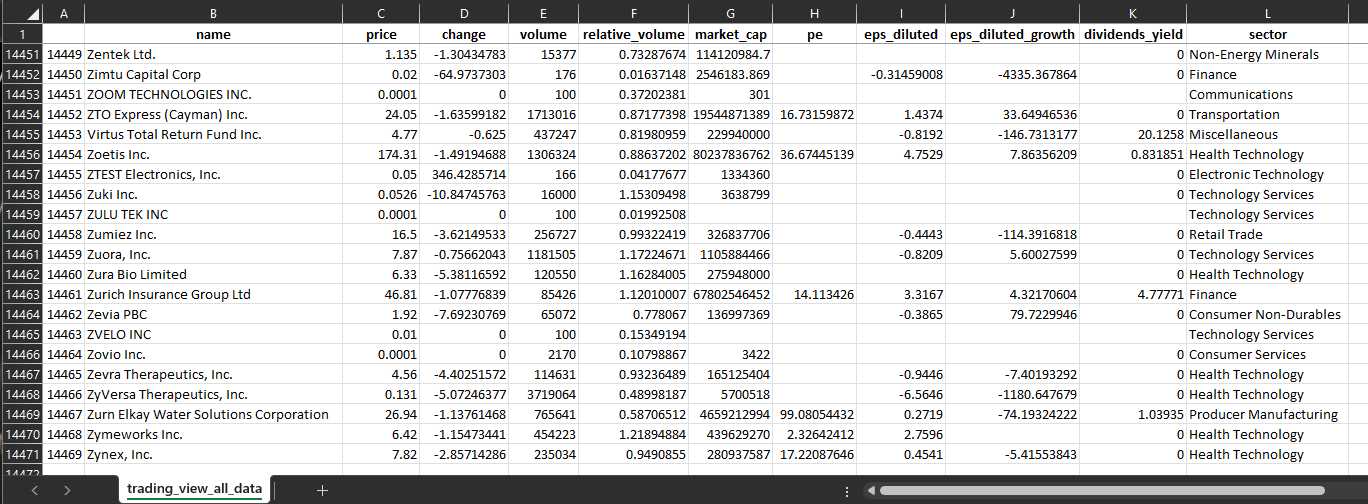 A B C D E F G H I J K L
1 name price change volume relative_volume market_cap pe eps_diluted eps_diluted_growth dividends_yield sector
14451 14449 Zentek Ltd. 1.135 -1.30434783 15377 0.73287674 114120984.7 0 Non-Energy Minerals
14452 14450 Zimtu Capital Corp 0.02 -64.9737303 176 0.01637148 2546183.869 -0.31459008 -4335.367864 0 Finance
14453 14451 ZOOM TECHNOLOGIES INC. 0.0001 0 100 0.37202381 301 Communications
14454 14452 ZTO Express (Cayman) Inc. 24.05 -1.63599182 1713016 0.87177398 19544871389 16.73159872 1.4374 33.64946536 0 Transportation
14455 14453 Virtus Total Return Fund Inc. 4.77 -0.625 437247 0.81980959 229940000 -0.8192 -146.7313177 20.1258 Miscellaneous
14456 14454 Zoetis Inc. 174.31 -1.49194688 1306324 0.88637202 80237836762 36.67445139 4.7529 7.86356209 0.831851 Health Technology
14457 14455 ZTEST Electronics, Inc. 0.05 346.4285714 166 0.04177677 1334360 0 Electronic Technology
14458 14456 Zuki Inc. 0.0526 -10.84745763 16000 1.15309498 3638799 0 Technology Services
14459 14457 ZULU TEK INC 0.0001 0 100 0.01992508 Technology Services
14460 14458 Zumiez Inc. 16.5 -3.62149533 256727 0.99322419 326837706 -0.4443 -114.3916818 0 Retail Trade
14461 14459 Zuora, Inc. 7.87 -0.75662043 1181505 1.17224671 1105884466 -0.8209 5.60027599 0 Technology Services
14462 14460 Zura Bio Limited 6.33 -5.38116592 120550 1.16284005 275948000 0 Health Technology
14463 14461 Zurich Insurance Group Ltd 46.81 -1.07776839 85426 1.12010007 67802546452 14.113426 3.3167 4.32170604 4.77771 Finance
14464 14462 Zevia PBC 1.92 -7.69230769 65072 0.778067 136997369 -0.3865 79.7229946 0 Consumer Non-Durables
14465 14463 ZVELO INC 0.01 0 100 0.15349194 Technology Services
14466 14464 Zovio Inc. 0.0001 0 2170 0.10798867 3422 0 Consumer Services
14467 14465 Zevra Therapeutics, Inc. 4.56 -4.40251572 114631 0.93236489 165125404 -0.9446 -7.40193292 0 Health Technology
14468 14466 ZyVersa Therapeutics, Inc. 0.131 -5.07246377 3719064 0.48998187 5700518 -6.5646 -1180.647679 0 Health Technology
14469 14467 Zurn Elkay Water Solutions Corporation 26.94 -1.13761468 765641 0.58706512 4659212994 99.08054432 0.2719 -74.19324222 1.03935 Producer Manufacturing
14470 14468 Zymeworks Inc. 6.42 -1.15473441 454223 1.21894884 439629270 2.32642412 2.7596 0 Health Technology
14471 14469 Zynex, Inc. 7.82 -2.85714286 235034 0.9490855 280937587 17.22087646 0.4541 -5.41553843 0 Health Technology
14472
trading_view_all_data